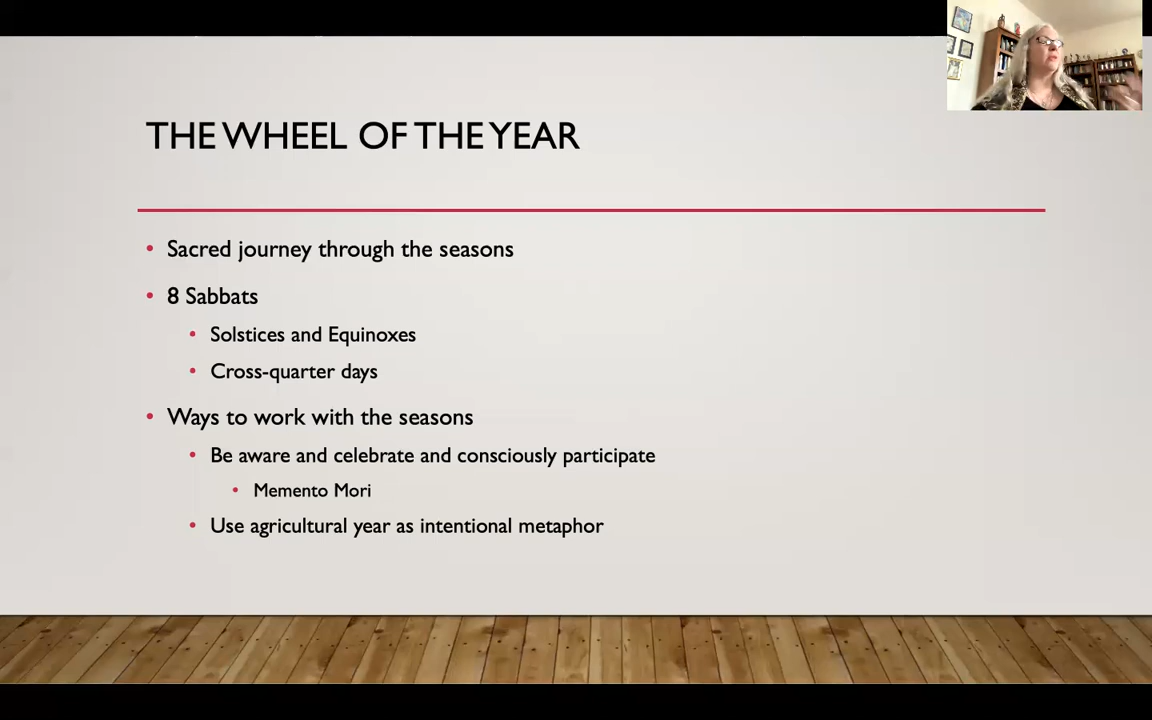 THE WHEEL OF THE YEAR
• Sacred journey through the seasons
• 8 Sabbats
• Solstices and Equinoxes
• Cross-quarter days
• Ways to work with the seasons
• Be aware and celebrate and consciously participate
• Memento Mori
• Use agricultural year as intentional metaphor